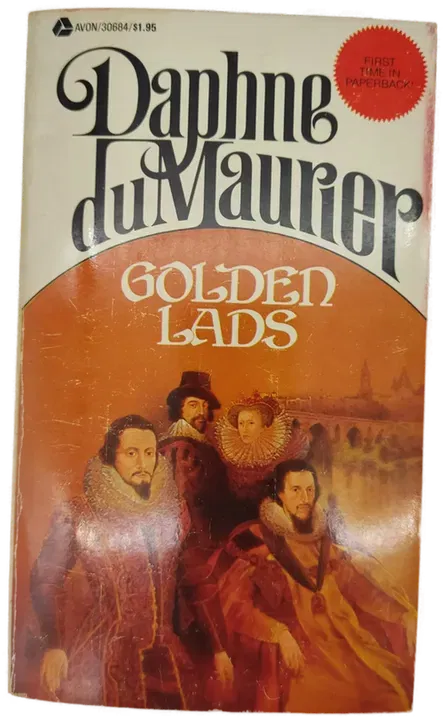 AVON/30684/$1.95
FIRST
TIME IN
PAPERBACK!
Daphne
du Maurier
GOLDEN
LADS